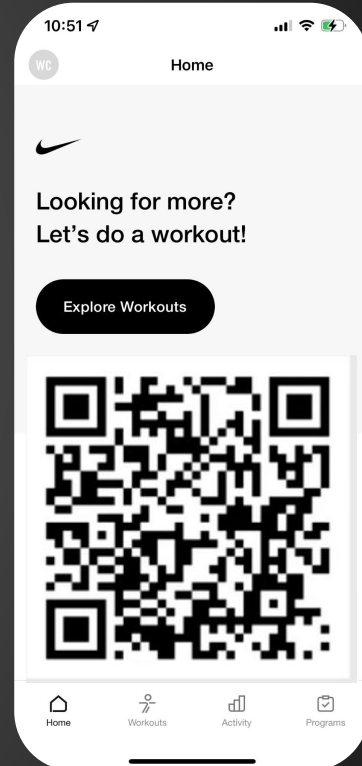 10:51
WC
Home
Looking for more?
Let’s do a workout!
Explore Workouts
Home
Workouts
Activity
Programs